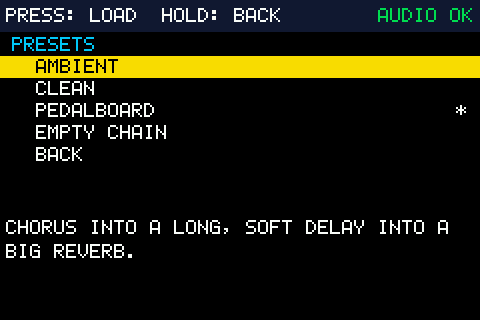 PRESS: LOAD  HOLD: BACK AUDIO OK
PRESETS
AMBIENT
CLEAN
PEDALBOARD *
EMPTY CHAIN
BACK
CHORUS INTO A LONG, SOFT DELAY INTO A
BIG REVERB.